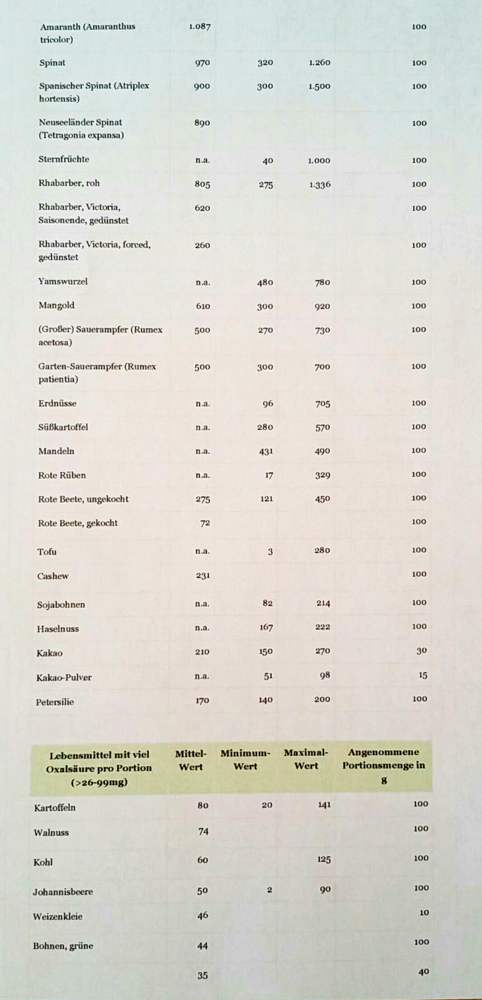 Amaranth (Amaranthus 1.087 100
tricolor)
Spinat 970 320 1.260 100
Spanischer Spinat (Atriplex 900 300 1.500 100
hortensis)
Neuseeländer Spinat 890 100
(Tetragonia expansa)
Sternfrüchte n.a. 40 1.000 100
Rhabarber, roh 805 275 1.336 100
Rhabarber, Victoria, 620 100
Saisonende, gedünstet
Rhabarber, Victoria, forced, 260 100
gedünstet
Yamswurzel n.a. 480 780 100
Mangold 610 300 920 100
(Großer) Sauerampfer (Rumex 500 270 730 100
acetosa)
Garten-Sauerampfer (Rumex 500 300 700 100
patientia)
Erdnüsse n.a. 96 705 100
Süßkartoffel n.a. 280 570 100
Mandeln n.a. 431 490 100
Rote Rüben n.a. 17 329 100
Rote Beete, ungekocht 275 121 450 100
Rote Beete, gekocht 72 100
Tofu n.a. 3 280 100
Cashew 231 100
Sojabohnen n.a. 82 214 100
Haselnuss n.a. 167 222 100
Kakao 210 150 270 30
Kakao-Pulver n.a. 51 98 15
Petersilie 170 140 200 100
Lebensmittel mit viel Mittel- Minimum- Maximal- Angenommene
Oxalsäure pro Portion Wert Wert Wert Portionsmenge in
(>26-99mg) g
Kartoffeln 80 20 141 100
Walnuss 74 100
Kohl 60 125 100
Johannisbeere 50 2 90 100
Weizenkleie 46 10
Bohnen, grüne 44 100
35 40